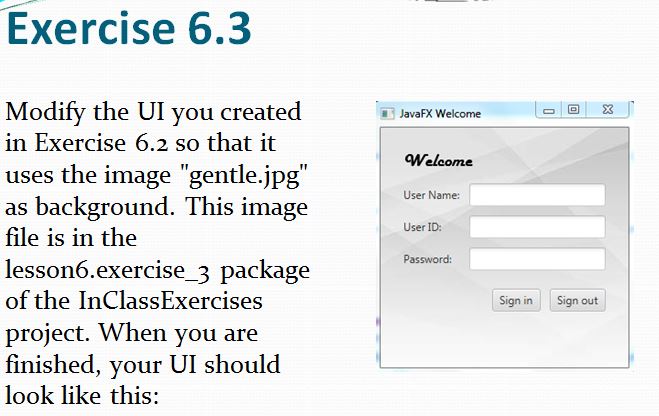 Exercise 6.3
Modify the UI you created
in Exercise 6.2 so that it
uses the image "gentle.jpg"
as background. This image
file is in the
lesson6.exercise_3 package
of the InClassExercises
project. When you are
finished, your UI should
look like this:
JavaFX Welcome
Welcome
User Name:
User ID:
Password:
Sign in Sign out